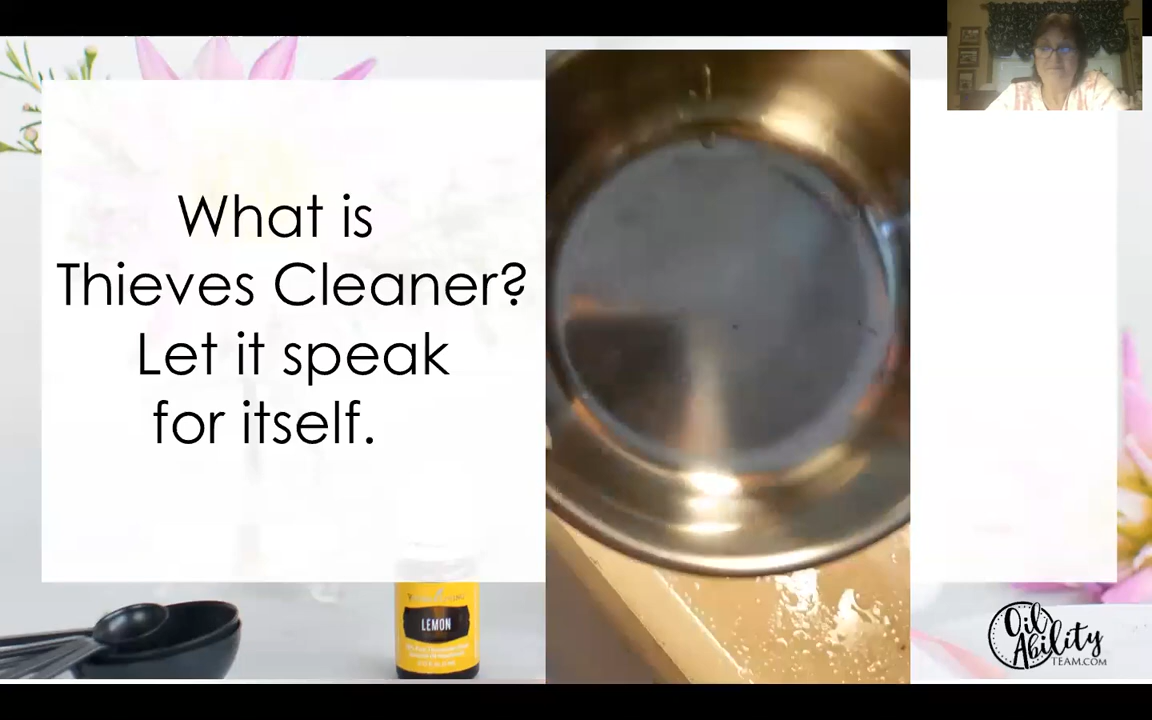 What is
Thieves Cleaner?
Let it speak
for itself.
LEMON
Oil
Ability
TEAM.COM